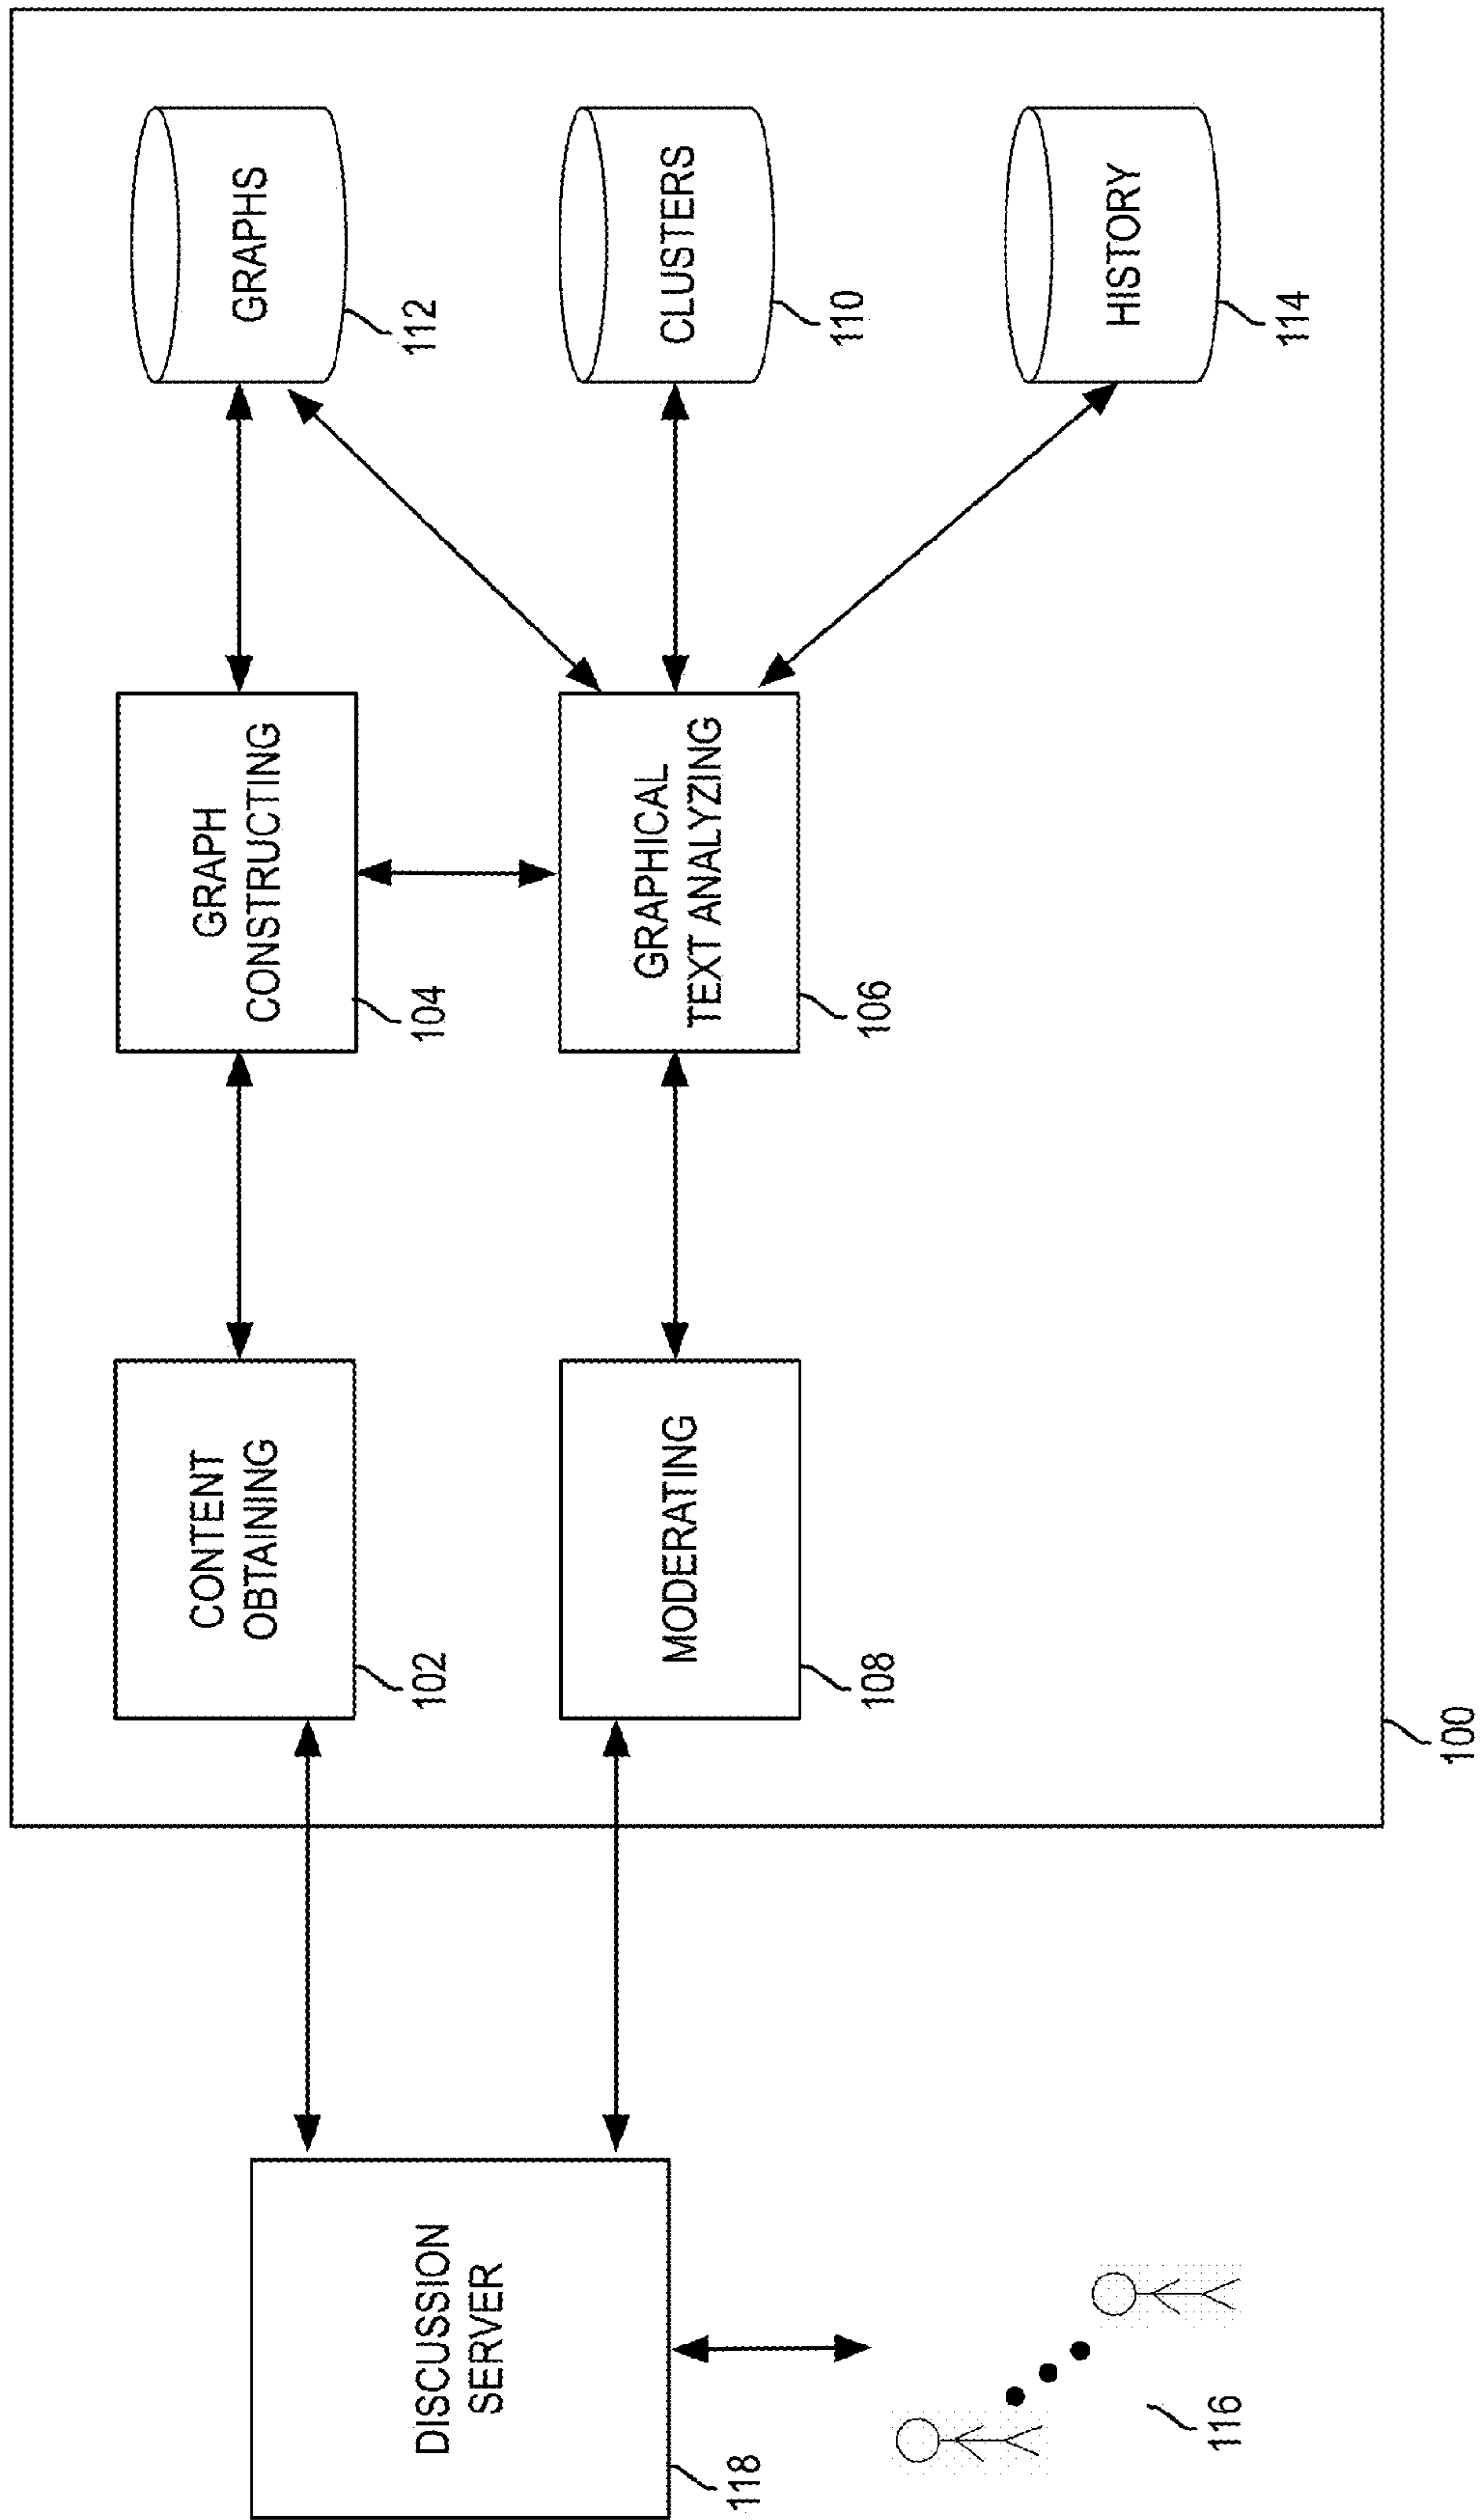 DISCUSSION
SERVER
118
116
CONTENT
OBTAINING
102
MODERATING
108
GRAPH
CONSTRUCTING
104
GRAPHICAL
TEXT ANALYZING
106
GRAPHS
112
CLUSTERS
110
HISTORY
114
100